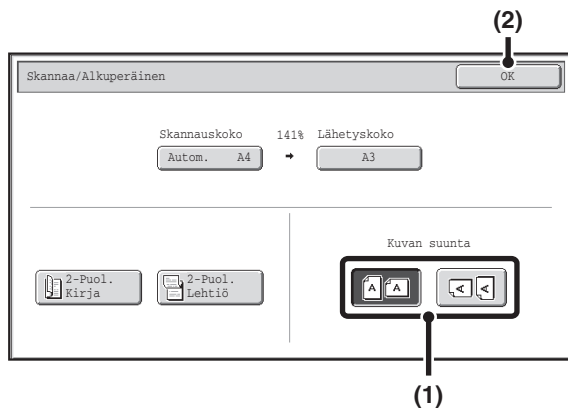 (2)
Skannaa/Alkuperäinen
OK
Skannauskoko 141% Lähetyskoko
Autom. A4 → A3
Kuvan suunta
2-Puol.
Kirja
2-Puol.
Lehtiö
A A A A
(1)